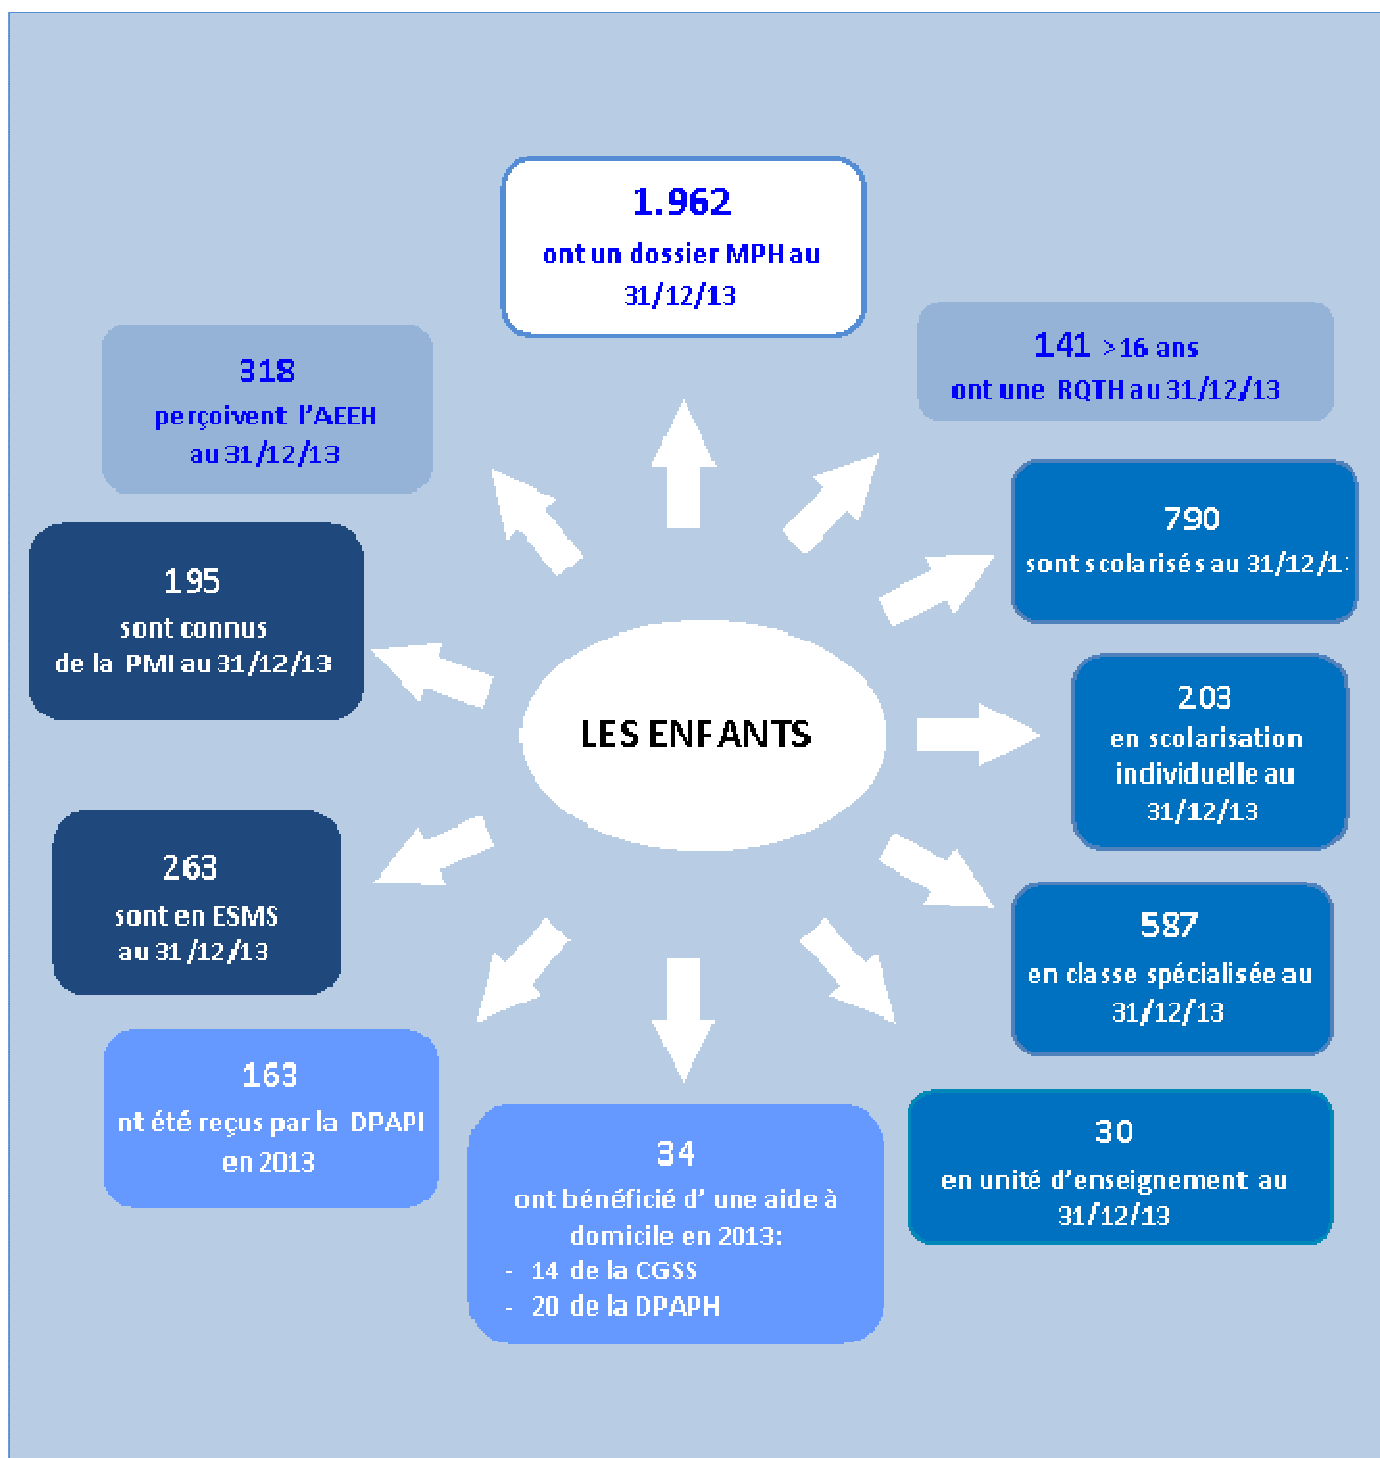 1.962
ont un dossier MPH au
31/12/13
141 >16 ans
ont une RQTH au 31/12/13
790
sont scolarisés au 31/12/1
203
en scolarisation
individuelle au
31/12/13
587
en classe spécialisée au
31/12/13
30
en unité d'enseignement au
31/12/13
34
ont bénéficié d' une aide à
domicile en 2013:
- 14 de la CGSS
- 20 de la DPAPH
163
nt été reçus par la DPAPI
en 2013
263
sont en ESMS
au 31/12/13
195
sont connus
de la PMI au 31/12/13
318
perçoivent l'AEEH
au 31/12/13
LES ENFANTS